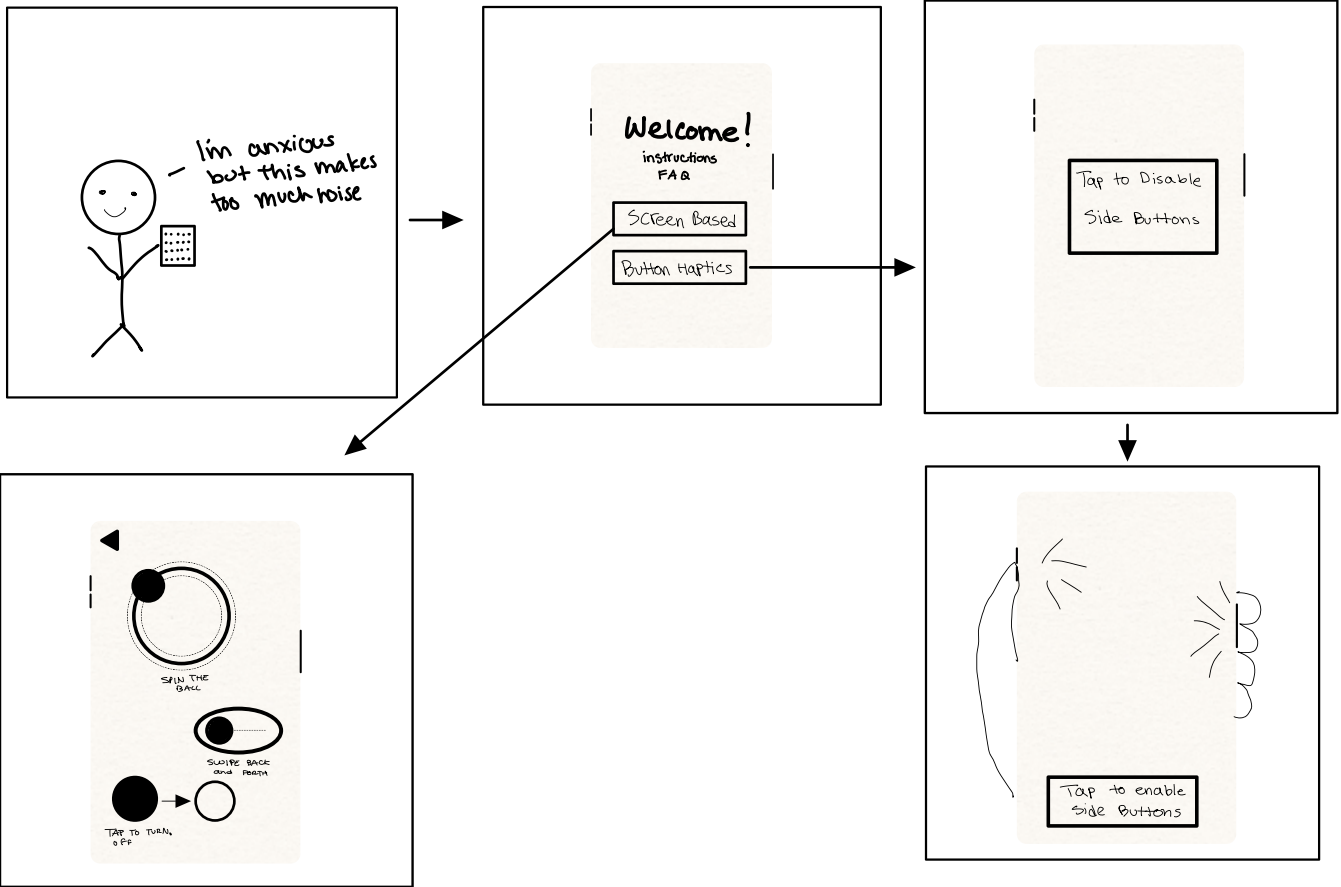 I'm anxious
but this makes
too much noise
Welcome!
instructions
FAQ
Screen Based
Button Haptics
Tap to Disable
Side Buttons
SPIN THE
BALL
SWIPE BACK
and FORTH
TAP TO TURN
OFF
Tap to enable
Side Buttons